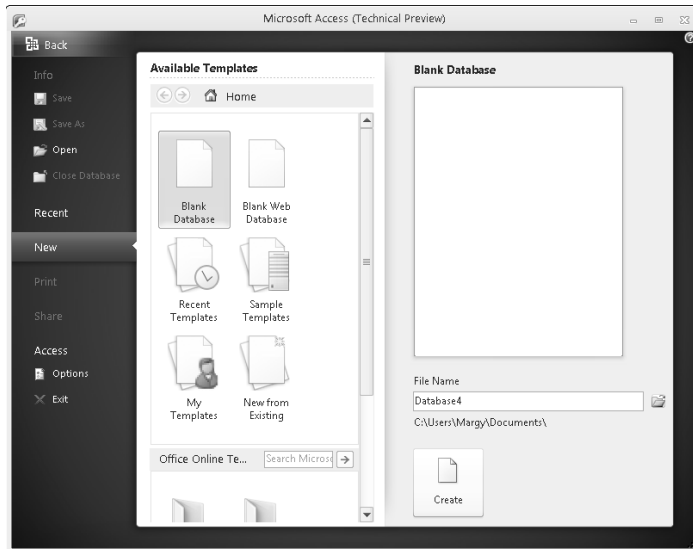 Microsoft Access (Technical Preview)
Back
Info
Save
Save As
Open
Close Database
Recent
New
Print
Share
Access
Options
Exit
Available Templates
Home
Blank
Database
Blank Web
Database
Recent
Templates
Sample
Templates
My
Templates
New from
Existing
Office Online Te...
Search Microso
Blank Database
File Name
Database4
C:\Users\Margy\Documents\
Create